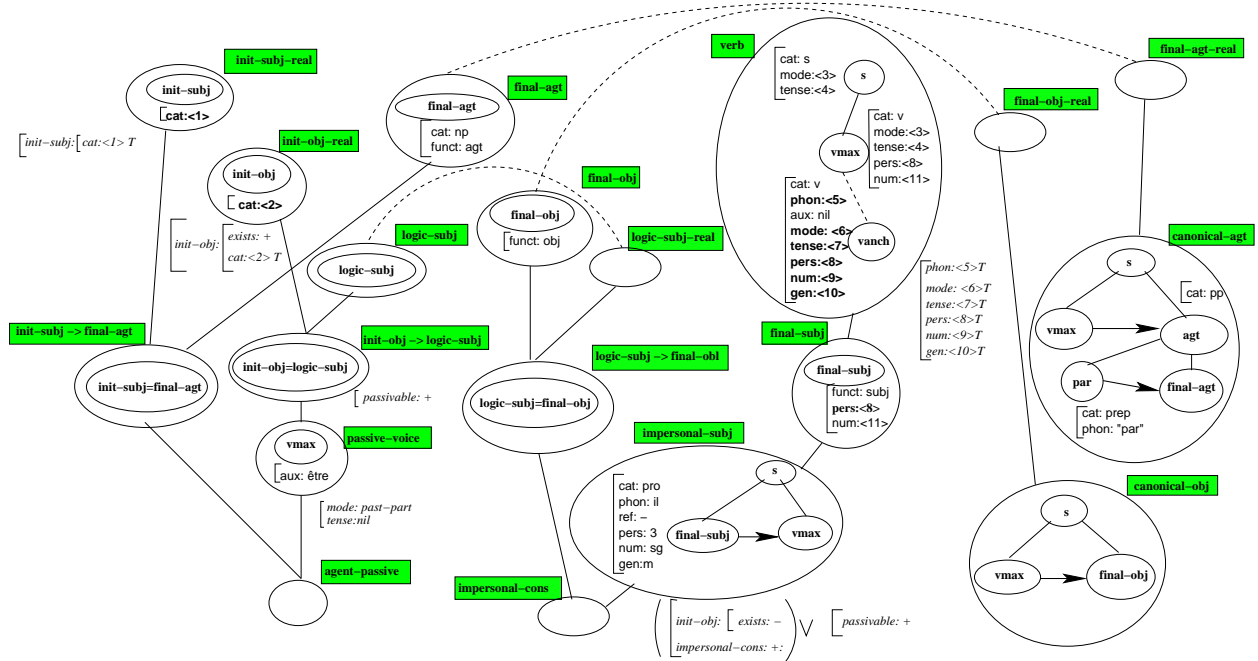 init-subj-real
init-subj
cat:<1>
init-subj: cat:<1> T
init-obj-real
init-obj
cat:<2>
init-obj: exists: +
cat:<2> T
final-agt
final-agt
cat: np
funct: agt
logic-subj
logic-subj
final-obj
final-obj
funct: obj
logic-subj-real
verb
cat: s
mode:<3>
tense:<4>
s
cat: v
mode:<3>
tense:<4>
pers:<8>
num:<11>
vmax
cat: v
phon:<5>
aux: nil
mode: <6>
tense:<7>
pers:<8>
num:<9>
gen:<10>
vanch
phon:<5>T
mode: <6>T
tense:<7>T
pers:<8>T
num:<9>T
gen:<10>T
final-obj-real
final-agt-real
canonical-agt
s
cat: pp
vmax
agt
par
final-agt
cat: prep
phon: "par"
init-subj -> final-agt
init-subj=final-agt
init-obj -> logic-subj
init-obj=logic-subj
passivable: +
logic-subj -> final-obl
logic-subj=final-obj
final-subj
final-subj
funct: subj
pers:<8>
num:<11>
passive-voice
vmax
aux: être
mode: past-part
tense:nil
agent-passive
impersonal-subj
s
cat: pro
phon: il
ref: -
pers: 3
num: sg
gen:m
final-subj
vmax
impersonal-cons
init-obj: exists: -
impersonal-cons: +:
V
passivable: +
canonical-obj
s
vmax
final-obj